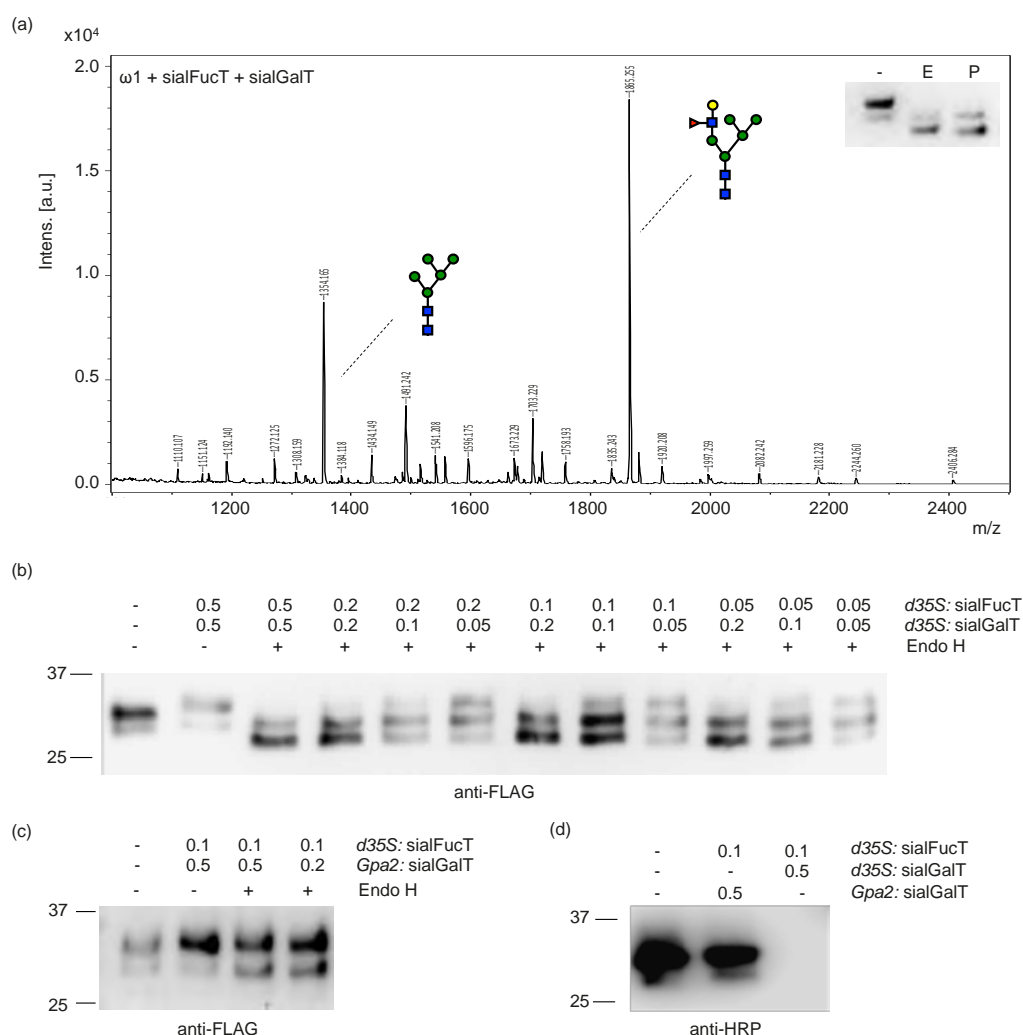 (a)
x10⁴
ω1 + sialFucT + sialGalT
- E P
2.0
1.5
1.0
0.4
0.0
Intens. [a.u.]
1110.107
1151.124
1192.140
1272.125
1308.159
1354.165
1384.118
1434.149
1491.242
1541.208
1596.175
1673.229
1703.229
1758.193
1835.243
1865.255
1920.208
1997.259
2082.242
2181.228
2244.260
2406.284
1200 1400 1600 1800 2000 2200 2400
m/z
(b)
- 0.5 0.5 0.2 0.2 0.2 0.1 0.1 0.1 0.05 0.05 0.05 d35S: sialFucT
- 0.5 0.5 0.2 0.1 0.05 0.2 0.1 0.05 0.2 0.1 0.05 d35S: sialGalT
- - + + + + + + + + + + Endo H
37
25
anti-FLAG
(c)
- 0.1 0.1 0.1 d35S: sialFucT
- 0.5 0.5 0.2 Gpa2: sialGalT
- - + + Endo H
37
25
anti-FLAG
(d)
- 0.1 0.1 d35S: sialFucT
- - 0.5 d35S: sialGalT
- 0.5 - Gpa2: sialGalT
37
25
anti-HRP